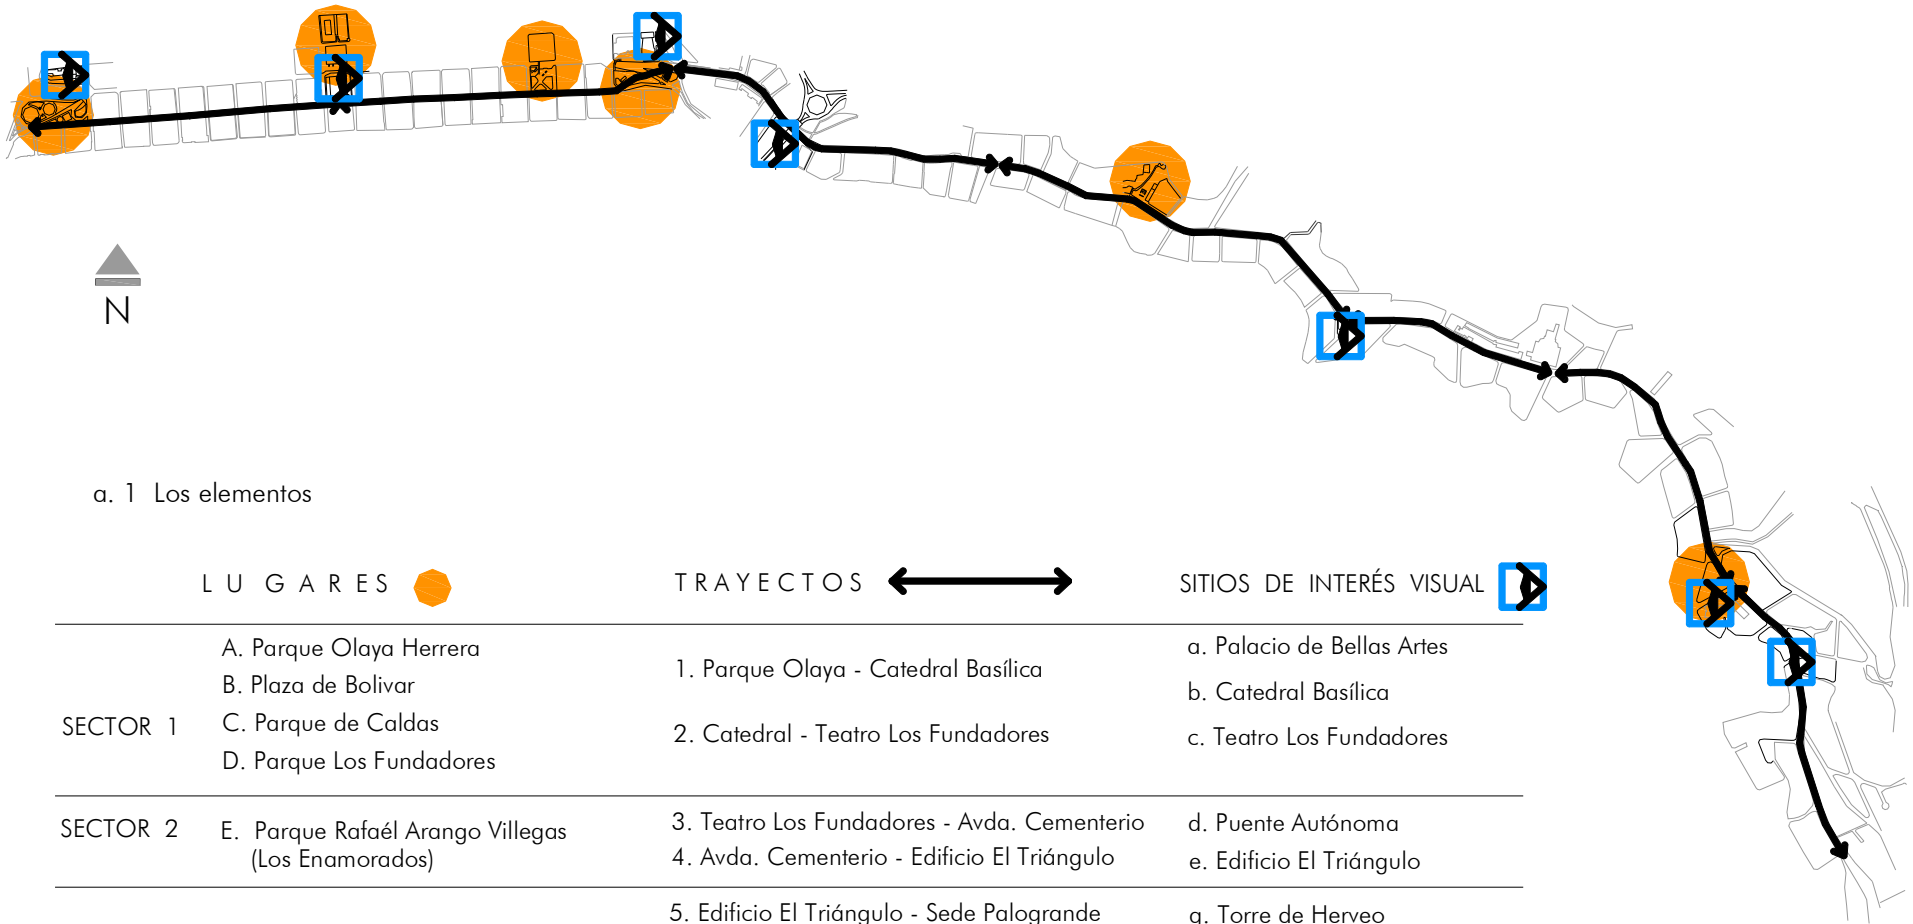 N
a. 1 Los elementos
LUGARES
TRAYECTOS
SITIOS DE INTERÉS VISUAL
SECTOR 1
A. Parque Olaya Herrera
B. Plaza de Bolivar
C. Parque de Caldas
D. Parque Los Fundadores
1. Parque Olaya - Catedral Basílica
2. Catedral - Teatro Los Fundadores
a. Palacio de Bellas Artes
b. Catedral Basílica
c. Teatro Los Fundadores
SECTOR 2
E. Parque Rafaél Arango Villegas
(Los Enamorados)
3. Teatro Los Fundadores - Avda. Cementerio
4. Avda. Cementerio - Edificio El Triángulo
d. Puente Autónoma
e. Edificio El Triángulo
5. Edificio El Triángulo - Sede Palogrande
g. Torre de Herveo